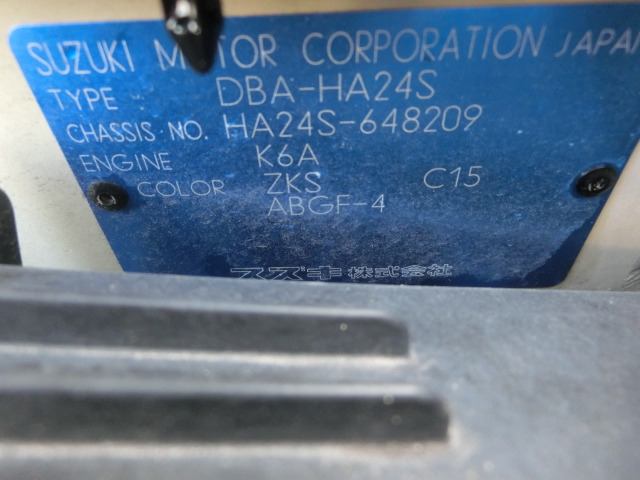 SUZUKI MOTOR CORPORATION JAPAN
TYPE : DBA-HA24S
CHASSIS NO. HA24S-648209
ENGINE K6A
COLOR ZKS C15
ABGF-4
スズキ株式会社